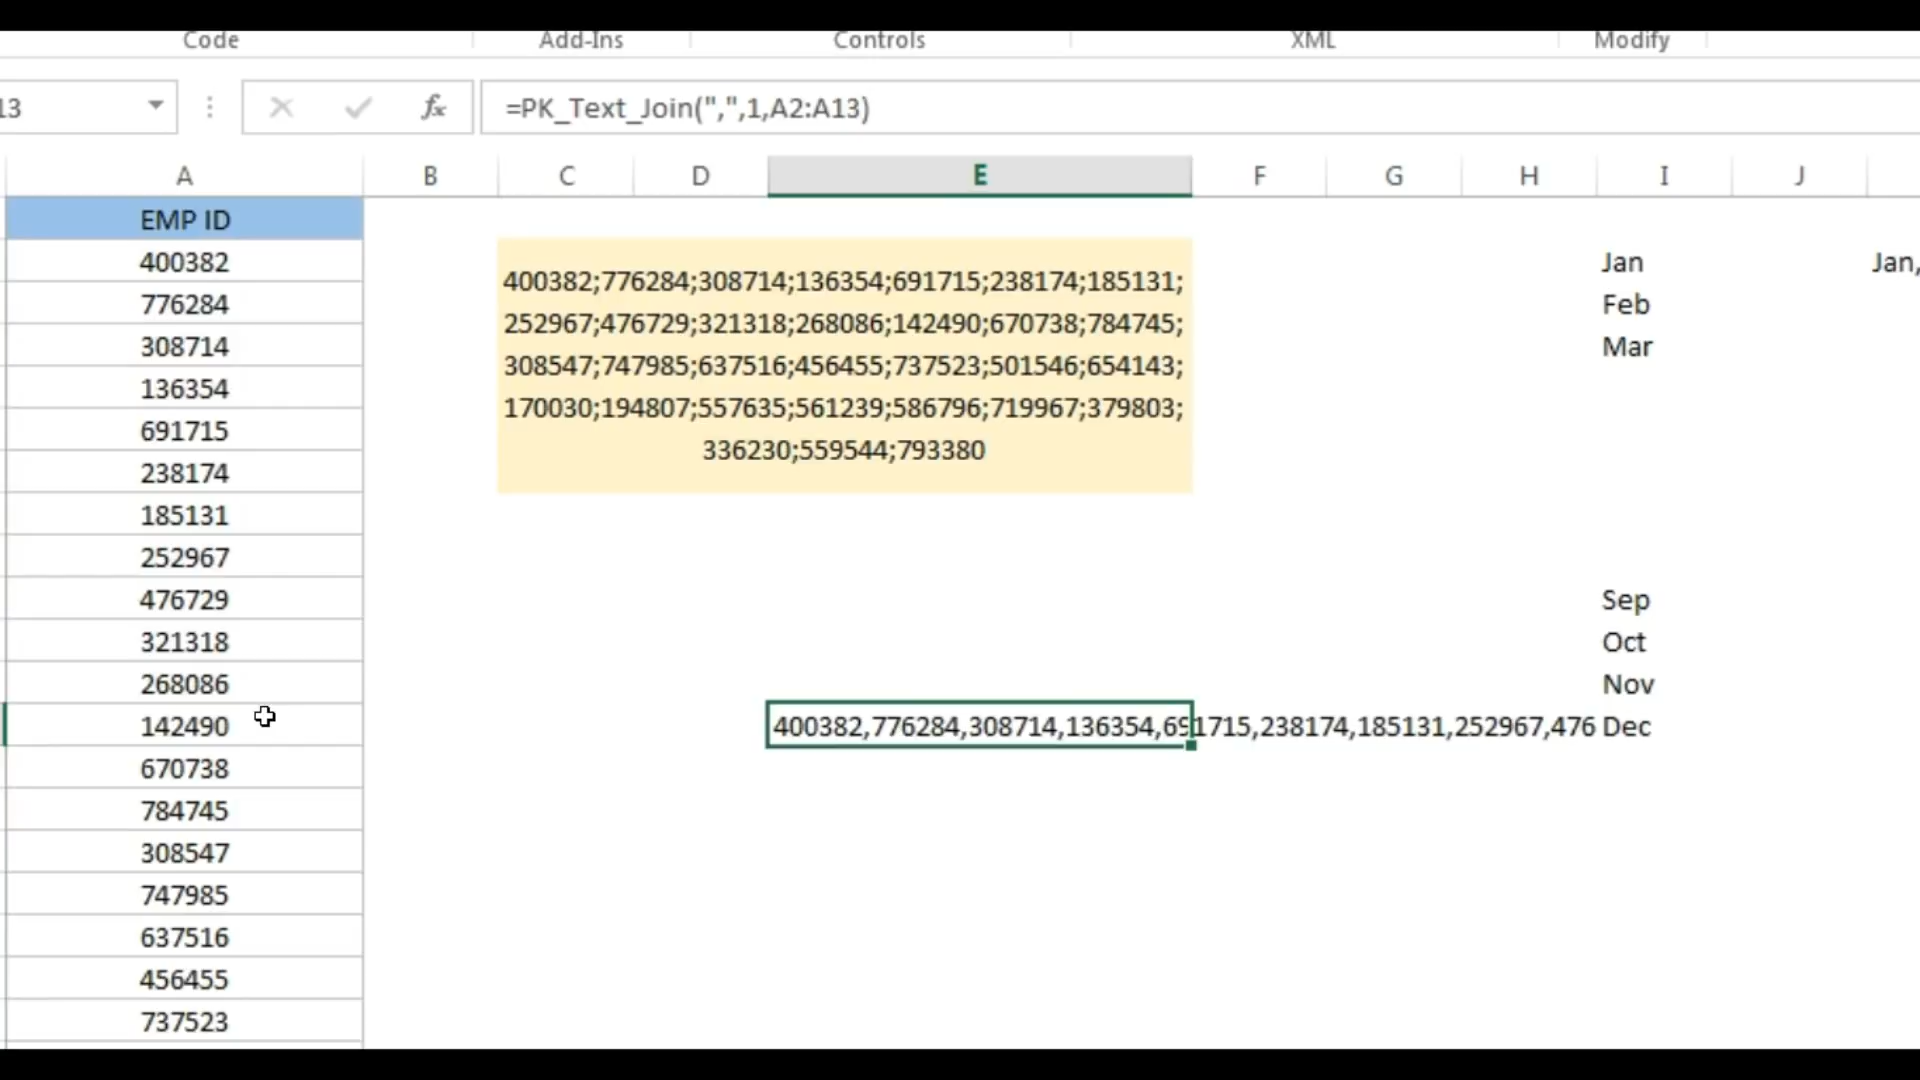 Code Add-Ins Controls XML Modify
13 fx =PK_Text_Join(",",1,A2:A13)
A B C D E F G H I J
EMP ID
400382
776284
308714
136354
691715
238174
185131
252967
476729
321318
268086
142490
670738
784745
308547
747985
637516
456455
737523
400382;776284;308714;136354;691715;238174;185131;
252967;476729;321318;268086;142490;670738;784745;
308547;747985;637516;456455;737523;501546;654143;
170030;194807;557635;561239;586796;719967;379803;
336230;559544;793380
400382,776284,308714,136354,691715,238174,185131,252967,476
Jan
Feb
Mar
Sep
Oct
Nov
Dec
Jan,